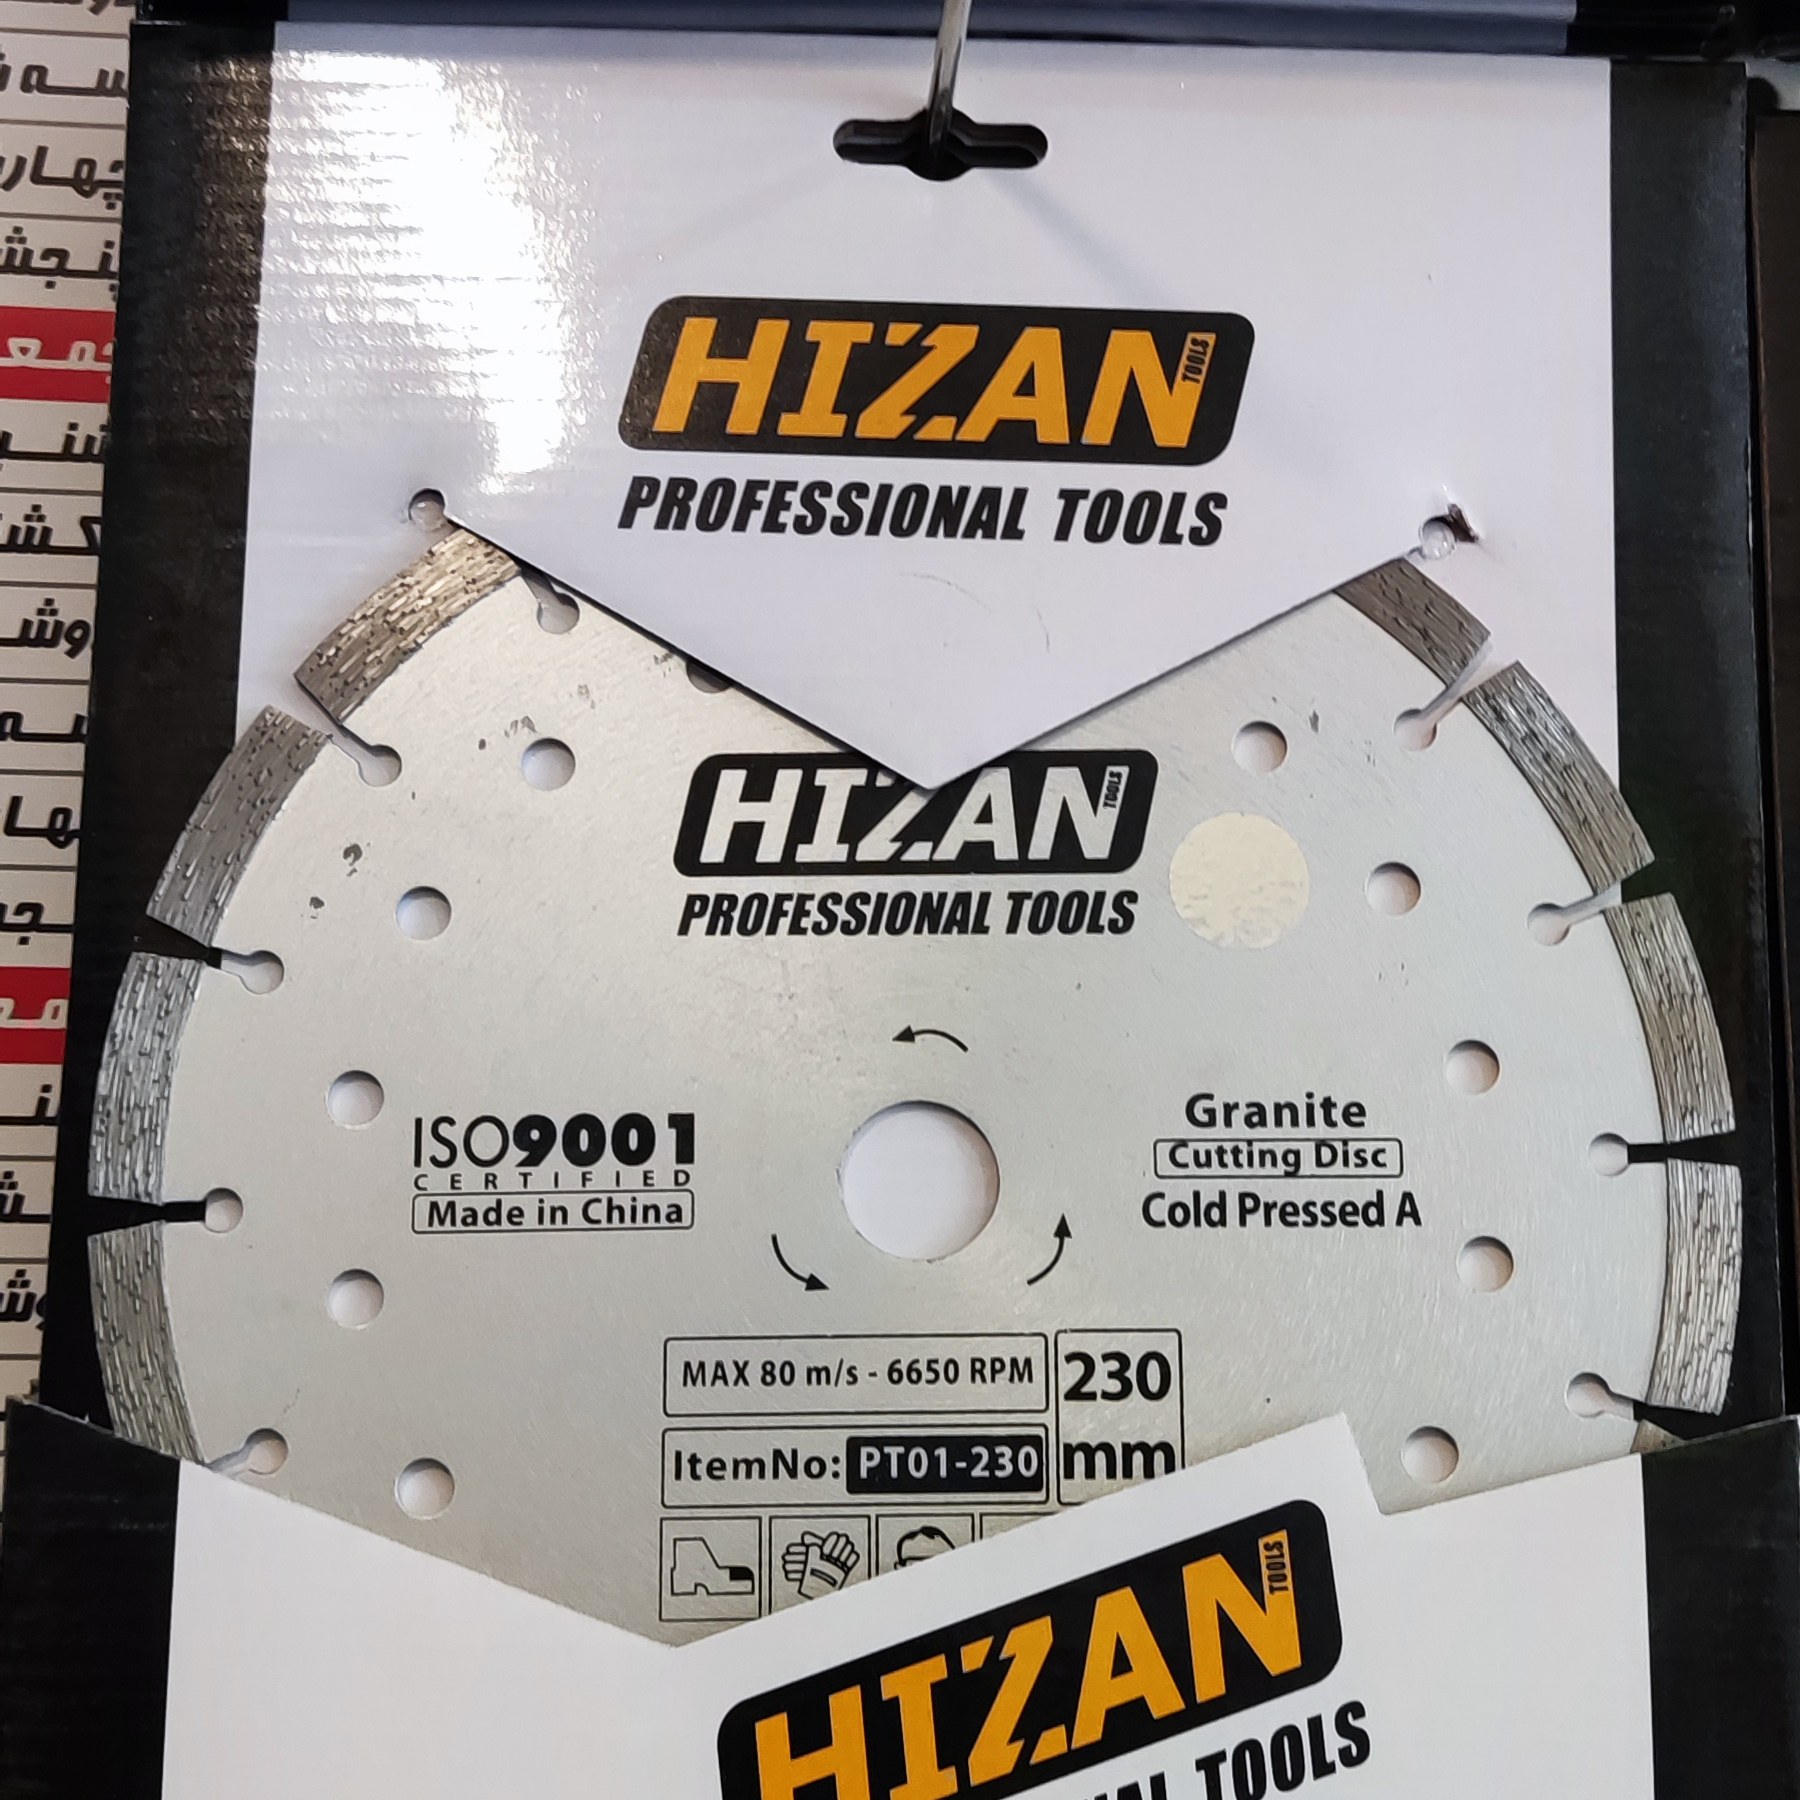 HIZAN TOOLS
PROFESSIONAL TOOLS
HIZAN TOOLS
PROFESSIONAL TOOLS
ISO9001
CERTIFIED
Made in China
Granite
Cutting Disc
Cold Pressed A
MAX 80 m/s - 6650 RPM
230
mm
ItemNo: PT01-230
HIZAN TOOLS
TOOLS
جمعه